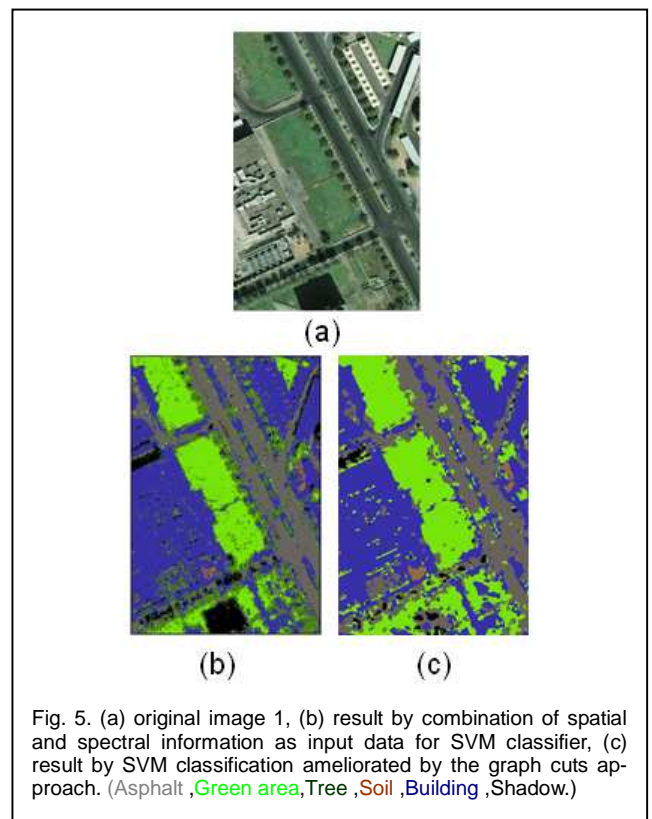 (a)
(b) (c)
Fig. 5. (a) original image 1, (b) result by combination of spatial
and spectral information as input data for SVM classifier, (c)
result by SVM classification ameliorated by the graph cuts ap-
proach. (Asphalt ,Green area,Tree ,Soil ,Building ,Shadow.)